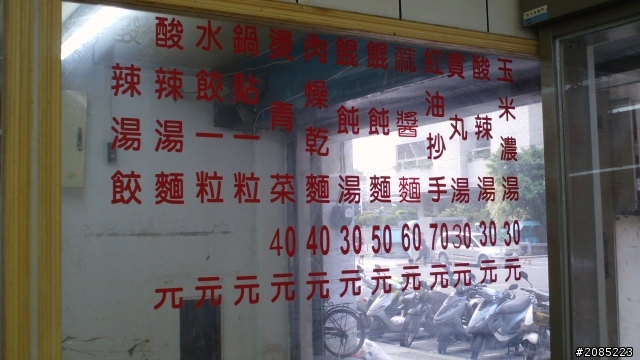 玉米濃湯30元
酸辣湯30元
貢丸湯30元
紅油抄手70元
麻醬麵60元
餛飩麵50元
餛飩湯30元
肉燥乾麵40元
燙青菜40元
鍋貼一粒元
水餃一粒元
酸辣湯麵元
辣湯餃
#2085223